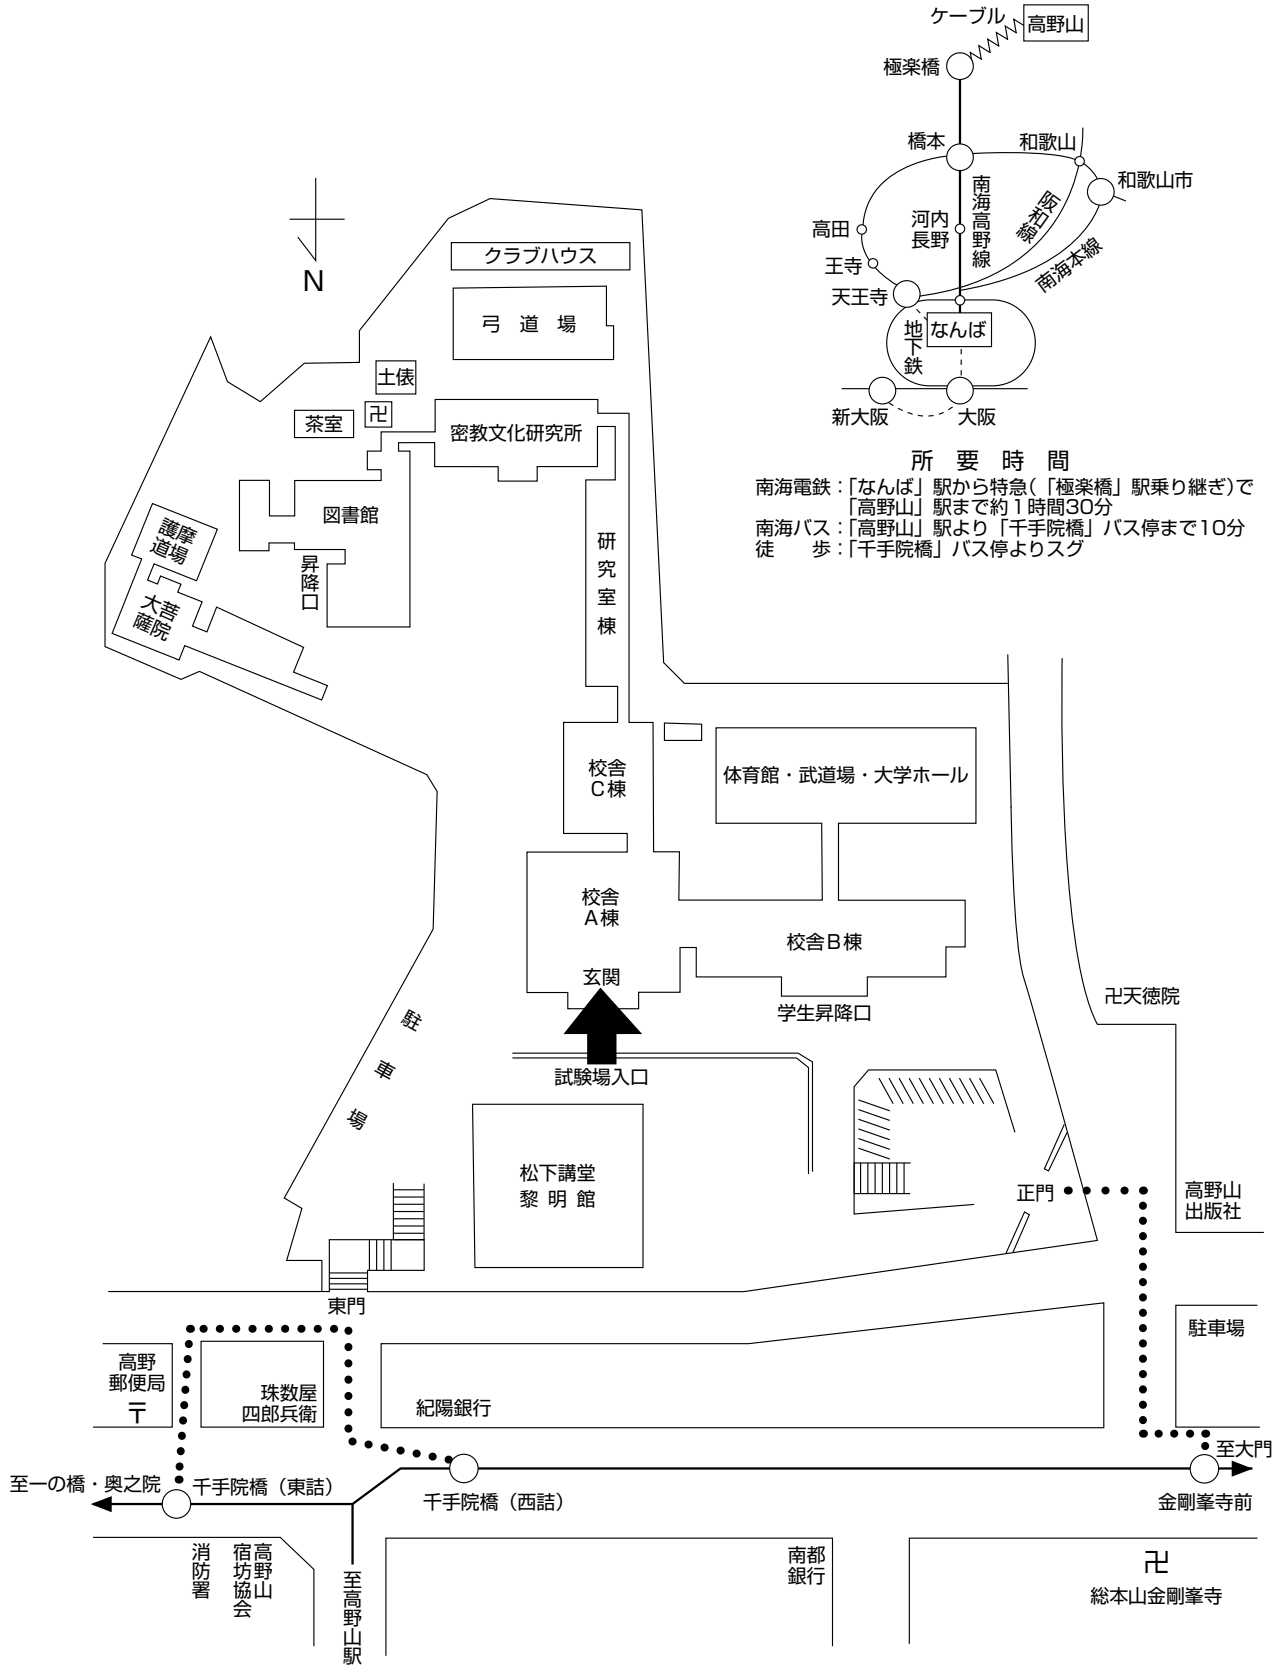 ケーブル
高野山
極楽橋
橋本
和歌山
和歌山市
南海高野線
阪和線
南海本線
河内
長野
高田
王寺
天王寺
地下鉄
なんば
新大阪
大阪
所要時間
南海電鉄：「なんば」駅から特急（「極楽橋」駅乗り継ぎ）で
「高野山」駅まで約1時間30分
南海バス：「高野山」駅より「千手院橋」バス停まで10分
徒　　歩：「千手院橋」バス停よりスグ
N
クラブハウス
弓道場
土俵
卍
茶室
密教文化研究所
図書館
昇降口
護摩
道場
大菩
薩院
研究室棟
校舎
C棟
体育館・武道場・大学ホール
校舎
A棟
校舎B棟
玄関
学生昇降口
試験場入口
駐車場
卍天徳院
松下講堂
黎明館
正門
高野山
出版社
東門
駐車場
高野
郵便局
〒
珠数屋
四郎兵衛
紀陽銀行
至大門
至一の橋・奥之院
千手院橋（東詰）
千手院橋（西詰）
金剛峯寺前
消防署
高野山
宿坊協会
至高野山駅
南都
銀行
卍
総本山金剛峯寺